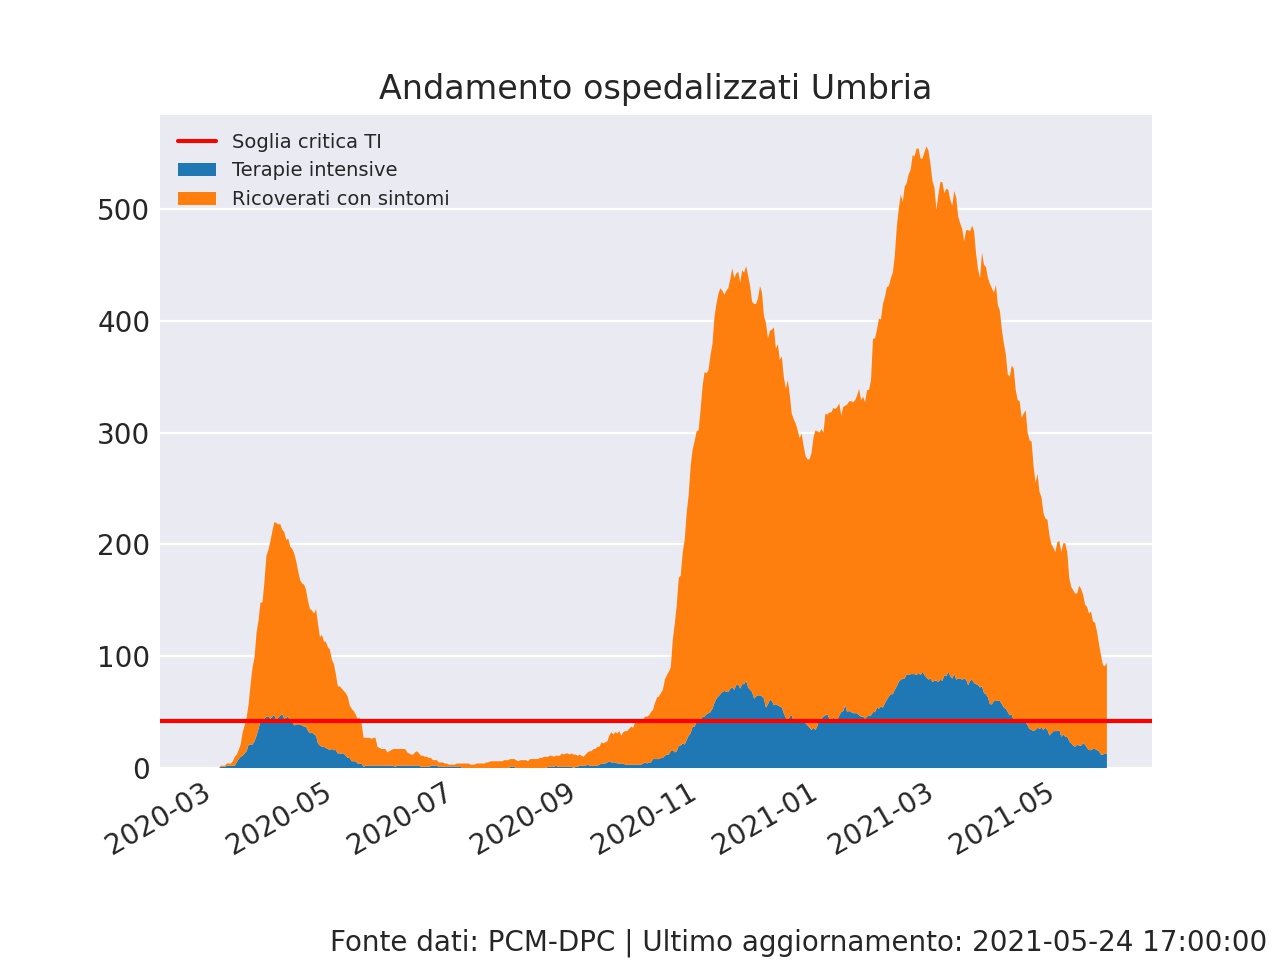 Andamento ospedalizzati Umbria
Soglia critica TI
Terapie intensive
Ricoverati con sintomi
500
400
300
200
100
0
2020-03
2020-05
2020-07
2020-09
2020-11
2021-01
2021-03
2021-05
Fonte dati: PCM-DPC | Ultimo aggiornamento: 2021-05-24 17:00:00